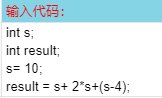 输入代码：
int s;
int result;
s= 10;
result = s+ 2*s+(s-4);